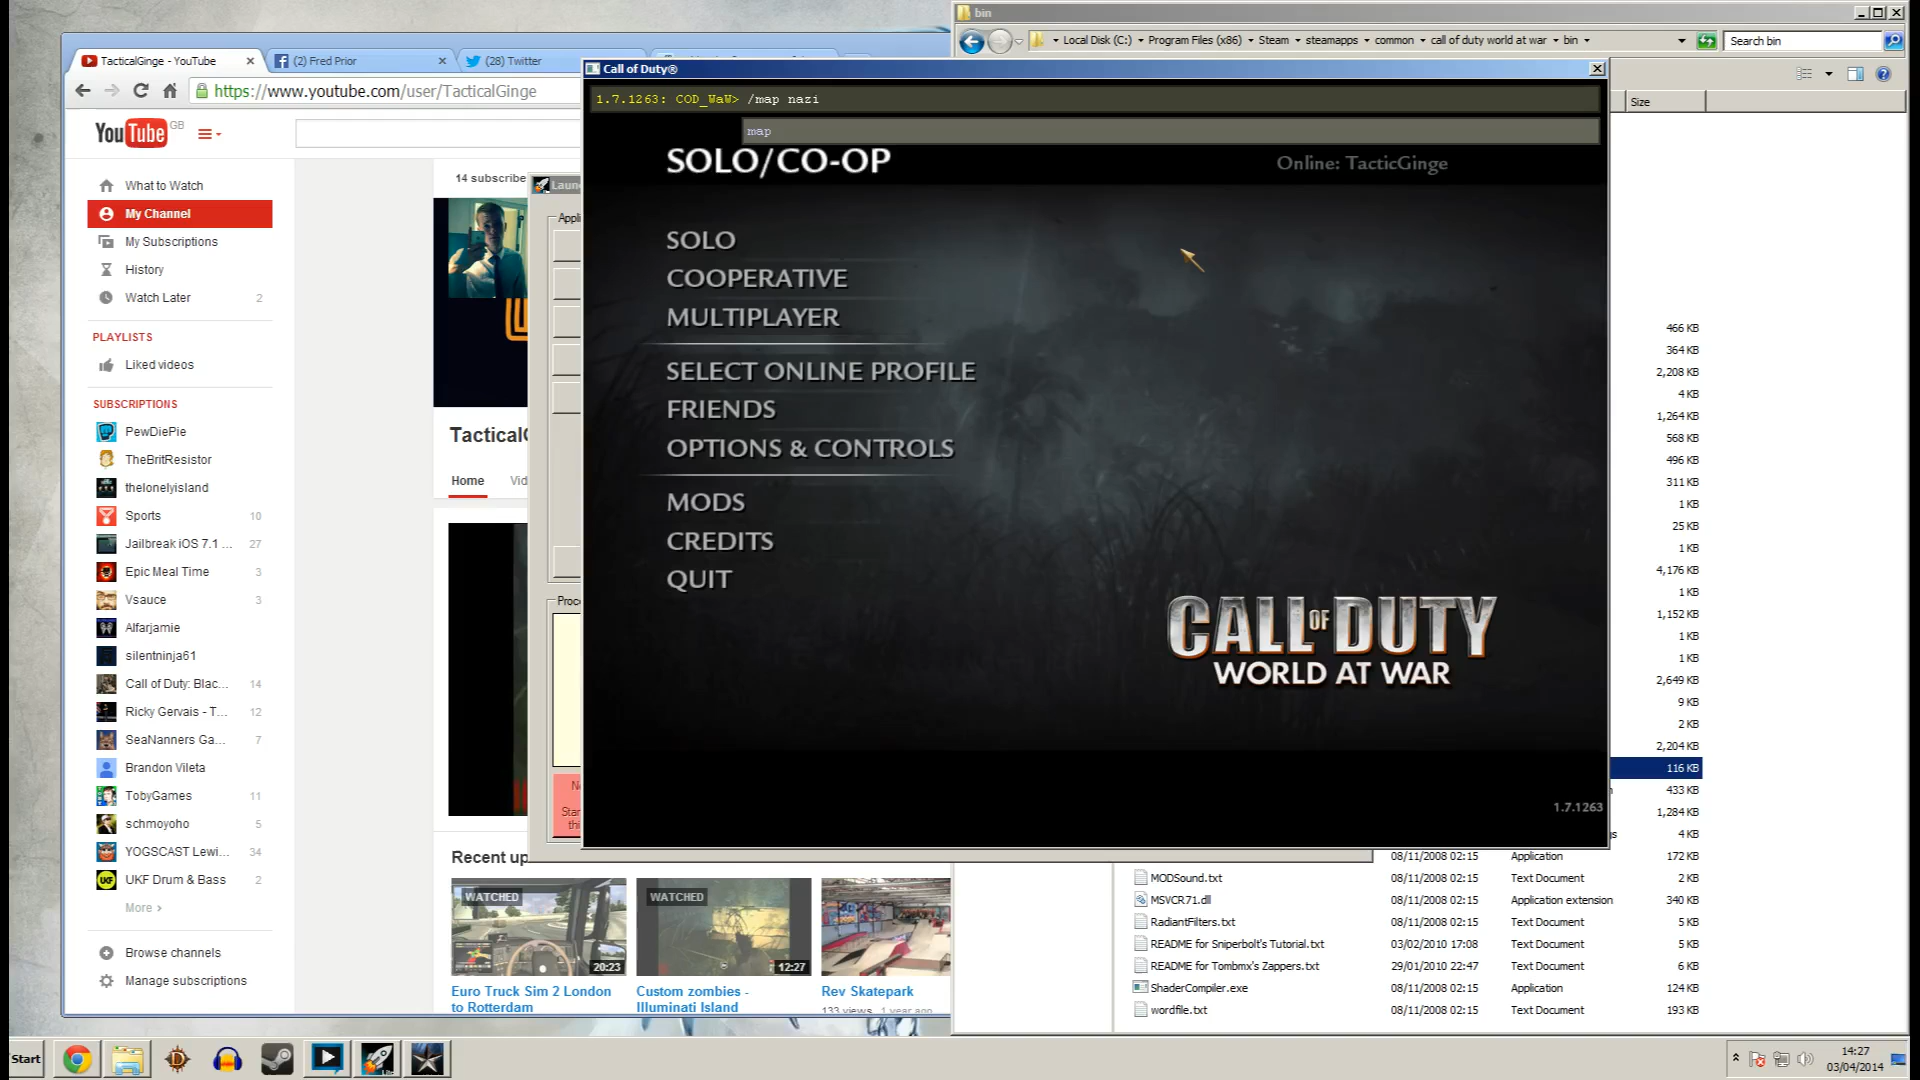 bin
TacticalGinge - YouTube
(2) Fred Prior
(28) Twitter
Local Disk (C:)
Program Files (x86)
Steam
steamapps
common
call of duty world at war
bin
Search bin
https://www.youtube.com/user/TacticalGinge
Call of Duty®
1.7.1263: COD_WaW> /map nazi
map
Size
YouTube GB
SOLO/CO-OP
Online: TacticGinge
14 subscribe
Laun
Appli
What to Watch
My Channel
My Subscriptions
History
Watch Later 2
PLAYLISTS
Liked videos
SUBSCRIPTIONS
PewDiePie
TheBritResistor
thelonelyisland
Sports 10
Jailbreak iOS 7.1 ... 27
Epic Meal Time 3
Vsauce 3
Alfarjamie
silentninja61
Call of Duty: Blac... 14
Ricky Gervais - T... 12
SeaNanners Ga... 7
Brandon Vileta
TobyGames 11
schmoyoho 5
YOGSCAST Lewi... 34
UKF Drum & Bass 2
More
Browse channels
Manage subscriptions
Tactical
Home
Vid
Proce
Recent up
WATCHED
20:23
Euro Truck Sim 2 London
to Rotterdam
WATCHED
12:27
Custom zombies -
Illuminati Island
Rev Skatepark
133 views 1 year ago
SOLO
COOPERATIVE
MULTIPLAYER
SELECT ONLINE PROFILE
FRIENDS
OPTIONS & CONTROLS
MODS
CREDITS
QUIT
CALL OF DUTY
WORLD AT WAR
1.7.1263
466 KB
364 KB
2,208 KB
4 KB
1,264 KB
568 KB
496 KB
311 KB
1 KB
25 KB
1 KB
4,176 KB
1 KB
1,152 KB
1 KB
1 KB
2,649 KB
9 KB
2 KB
2,204 KB
116 KB
433 KB
1,284 KB
4 KB
08/11/2008 02:15 Application 172 KB
MODSound.txt 08/11/2008 02:15 Text Document 2 KB
MSVCR71.dll 08/11/2008 02:15 Application extension 340 KB
RadiantFilters.txt 08/11/2008 02:15 Text Document 5 KB
README for Sniperbolt's Tutorial.txt 03/02/2010 17:08 Text Document 5 KB
README for Tombmx's Zappers.txt 29/01/2010 22:47 Text Document 6 KB
ShaderCompiler.exe 08/11/2008 02:15 Application 124 KB
wordfile.txt 08/11/2008 02:15 Text Document 193 KB
Start
14:27
03/04/2014